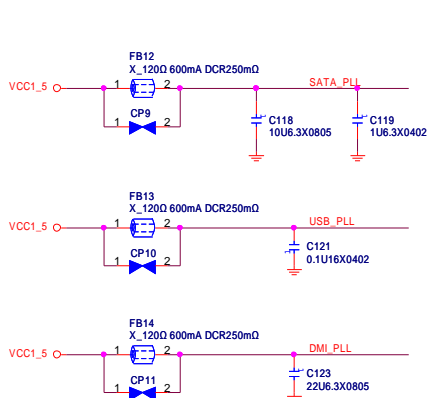 FB12
X_120Ω 600mA DCR250mΩ
VCC1_5 1 2 SATA_PLL
CP9
1 2
C118
10U6.3X0805
C119
1U6.3X0402
FB13
X_120Ω 600mA DCR250mΩ
VCC1_5 1 2 USB_PLL
CP10
1 2
C121
0.1U16X0402
FB14
X_120Ω 600mA DCR250mΩ
VCC1_5 1 2 DMI_PLL
CP11
1 2
C123
22U6.3X0805